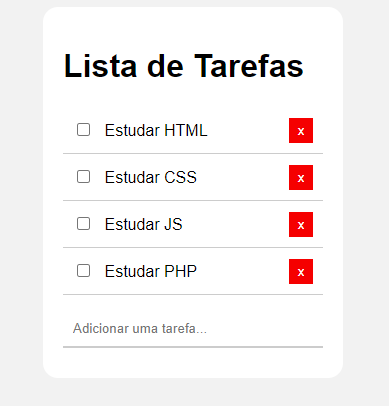 Lista de Tarefas
Estudar HTML x
Estudar CSS x
Estudar JS x
Estudar PHP x
Adicionar uma tarefa...